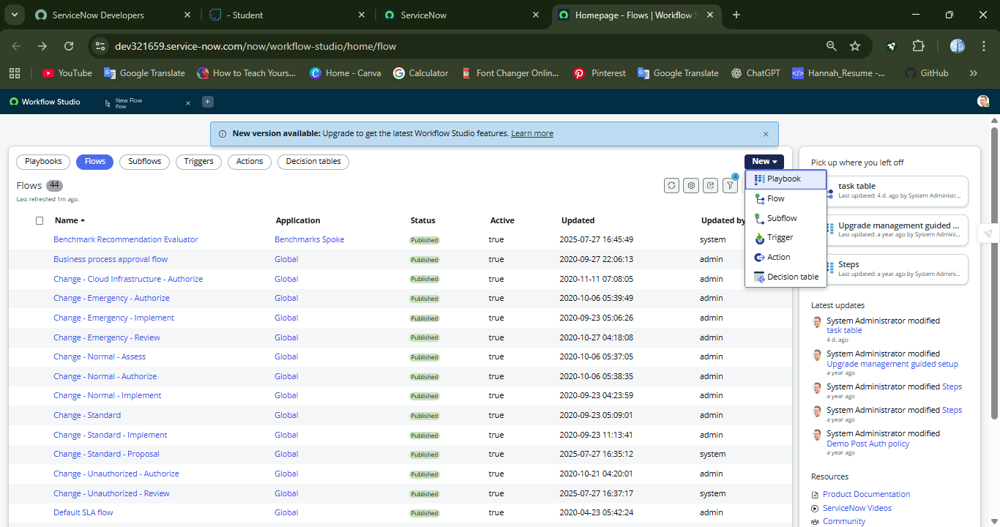 ServiceNow Developers
- Student
ServiceNow
Homepage - Flows | Workflow S
dev321659.service-now.com/now/workflow-studio/home/flow
YouTube
Google Translate
How to Teach Yours...
Home - Canva
Calculator
Font Changer Onlin...
Pinterest
Google Translate
ChatGPT
Hannah_Resume -...
GitHub
Workflow Studio
New Flow
Flow
New version available: Upgrade to get the latest Workflow Studio features. Learn more
Playbooks
Flows
Subflows
Triggers
Actions
Decision tables
New
Flows 44
Last refreshed 1m ago.
4
Playbook
Flow
Subflow
Trigger
Action
Decision table
Name Application Status Active Updated Updated by
Benchmark Recommendation Evaluator Benchmarks Spoke Published true 2025-07-27 16:45:49 system
Business process approval flow Global Published true 2020-09-27 22:06:13 admin
Change - Cloud Infrastructure - Authorize Global Published true 2020-11-11 07:08:05 admin
Change - Emergency - Authorize Global Published true 2020-10-06 05:39:49 admin
Change - Emergency - Implement Global Published true 2020-09-23 05:06:26 admin
Change - Emergency - Review Global Published true 2020-10-27 04:18:08 admin
Change - Normal - Assess Global Published true 2020-10-06 05:37:05 admin
Change - Normal - Authorize Global Published true 2020-10-06 05:38:35 admin
Change - Normal - Implement Global Published true 2020-09-23 04:23:59 admin
Change - Standard Global Published true 2020-09-23 05:09:01 admin
Change - Standard - Implement Global Published true 2020-09-23 11:13:41 admin
Change - Standard - Proposal Global Published true 2025-07-27 16:35:12 system
Change - Unauthorized - Authorize Global Published true 2020-10-21 04:20:01 admin
Change - Unauthorized - Review Global Published true 2025-07-27 16:37:17 system
Default SLA flow Global Published true 2020-04-23 05:42:24 admin
Pick up where you left off
task table
Last updated: 4 d. ago by System Administr...
Upgrade management guided ...
Last updated: a year ago by System Admini...
Steps
Last updated: a year ago by System Admini...
Latest updates
System Administrator modified
task table
4 d. ago
System Administrator modified
Upgrade management guided setup
a year ago
System Administrator modified Steps
a year ago
System Administrator modified Steps
a year ago
System Administrator modified
Demo Post Auth policy
a year ago
Resources
Product Documentation
ServiceNow Videos
Community